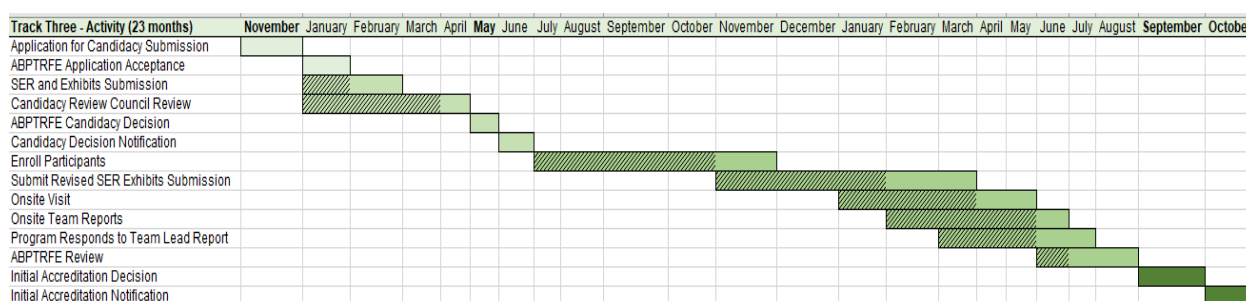 Track Three - Activity (23 months) November January February March April May June July August September October November December January February March April May June July August September Octobe
Application for Candidacy Submission
ABPTRFE Application Acceptance
SER and Exhibits Submission
Candidacy Review Council Review
ABPTRFE Candidacy Decision
Candidacy Decision Notification
Enroll Participants
Submit Revised SER Exhibits Submission
Onsite Visit
Onsite Team Reports
Program Responds to Team Lead Report
ABPTRFE Review
Initial Accreditation Decision
Initial Accreditation Notification